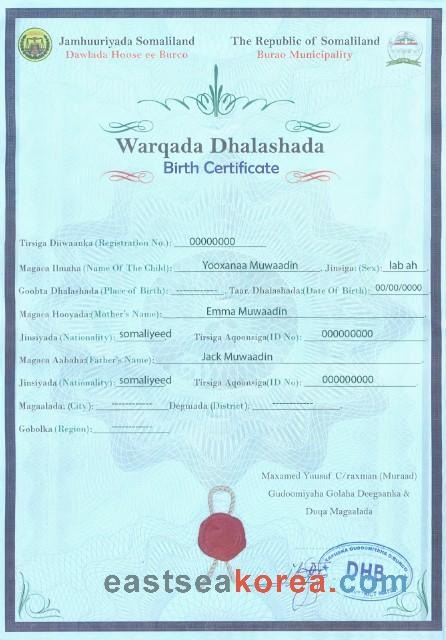 Jamhuuriyada Somaliland The Republic of Somaliland
Dawlada Hoose ee Burco Burao Municipality
Warqada Dhalashada
Birth Certificate
Tirsiga Diiwaanka (Registration No.): 00000000
Magaca Ilmaha (Name Of The Child): Yooxanaa Muwaadin Jinsiga: (Sex): lab ah
Goobta Dhalashada (Place of Birth): ---------- Taar. Dhalashada:(Date Of Birth): 00/00/0000
Magaca Hooyada:(Mother's Name): Emma Muwaadin
Jinsiyada (Nationality): somaliyeed Tirsiga Aqoonsiga(ID No): 000000000
Magaca Aabaha:(Father's Name): Jack Muwaadin
Jinsiyada (Nationality): somaliyeed Tirsiga Aqoonsiga(ID No): 000000000
Magaalada: (City): ---------- Degmada (District): ----------
Gobolka (Region): ----------
Maxamed Yuusuf C/raxman (Muraad)
Gudoomiyaha Golaha Deegaanka &
Duqa Magaalada
DHB
eastseakorea.com